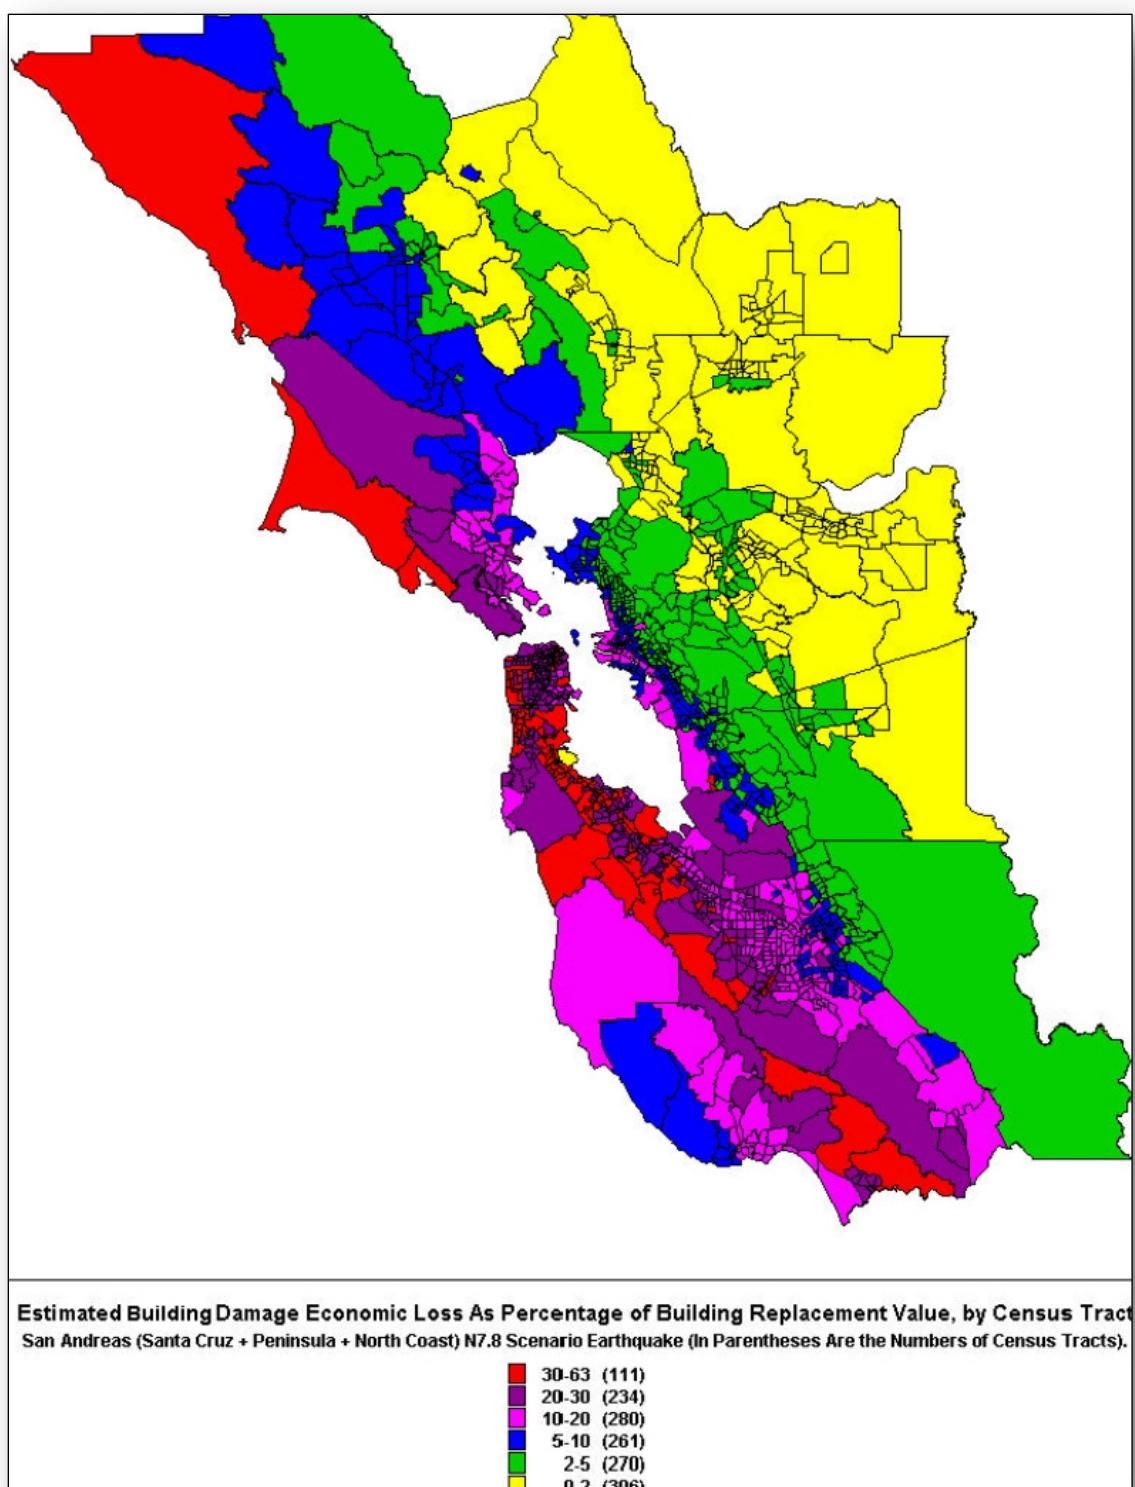 Estimated Building Damage Economic Loss As Percentage of Building Replacement Value, by Census Tract
San Andreas (Santa Cruz + Peninsula + North Coast) N7.8 Scenario Earthquake (In Parentheses Are the Numbers of Census Tracts).
30-63 (111)
20-30 (234)
10-20 (280)
5-10 (261)
2-5 (270)